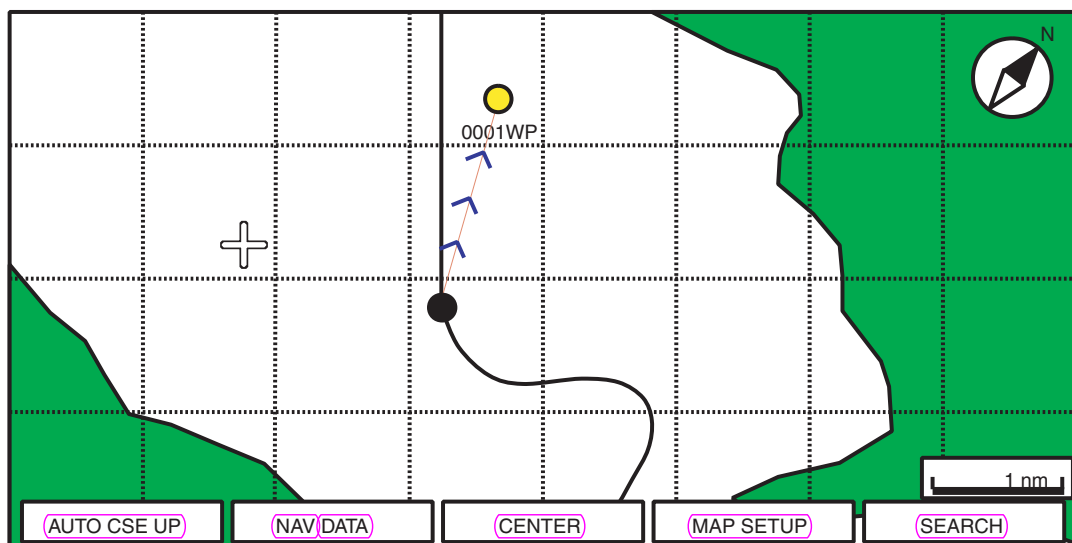 N
0001WP
1 nm
AUTO CSE UP
NAV DATA
CENTER
MAP SETUP
SEARCH